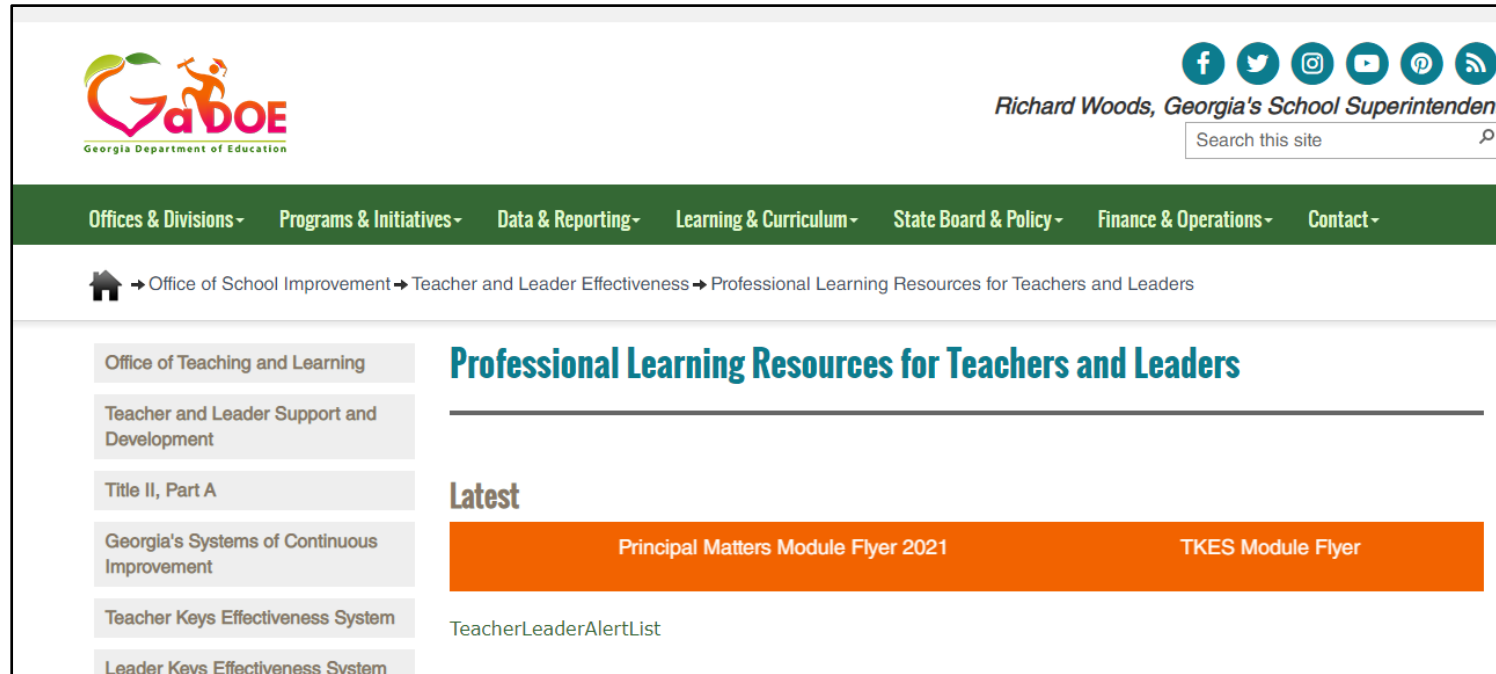 GaDOE
Georgia Department of Education
Richard Woods, Georgia's School Superintenden
Search this site
Offices & Divisions Programs & Initiatives Data & Reporting Learning & Curriculum State Board & Policy Finance & Operations Contact
Office of School Improvement Teacher and Leader Effectiveness Professional Learning Resources for Teachers and Leaders
Office of Teaching and Learning
Teacher and Leader Support and
Development
Title II, Part A
Georgia's Systems of Continuous
Improvement
Teacher Keys Effectiveness System
Leader Keys Effectiveness System
Professional Learning Resources for Teachers and Leaders
Latest
Principal Matters Module Flyer 2021 TKES Module Flyer
TeacherLeaderAlertList